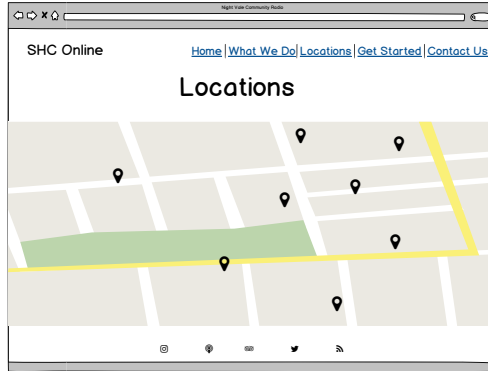 Night Vale Community Radio
SHC Online
Home | What We Do | Locations | Get Started | Contact Us
Locations